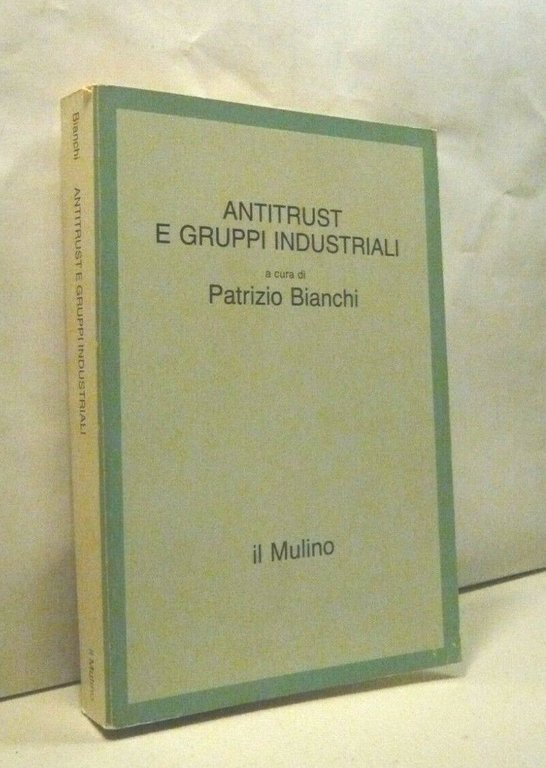 Bianchi ANTITRUST E GRUPPI INDUSTRIALI il Mulino
ANTITRUST
E GRUPPI INDUSTRIALI
a cura di
Patrizio Bianchi
il Mulino